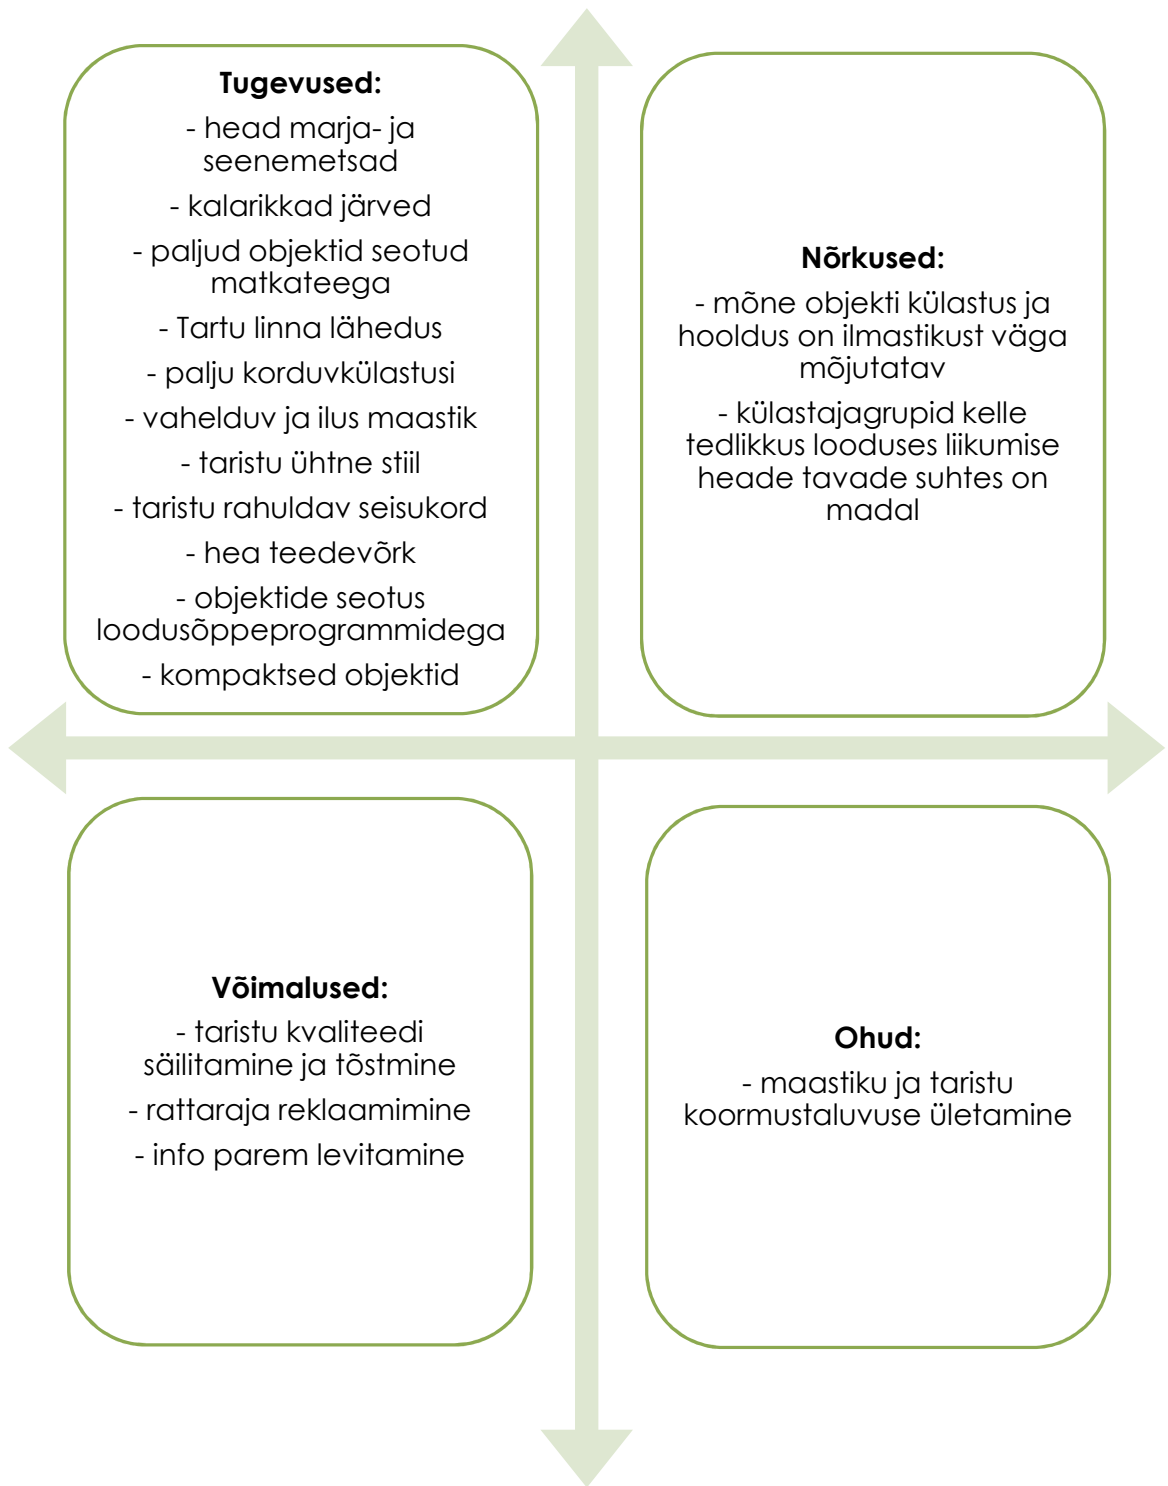 Tugevused:
- head marja- ja
seenemetsad
- kalarikkad järved
- paljud objektid seotud
matkateega
- Tartu linna lähedus
- palju korduvkülastusi
- vahelduv ja ilus maastik
- taristu ühtne stiil
- taristu rahuldav seisukord
- hea teedevõrk
- objektide seotus
loodusõppeprogrammidega
- kompaktsed objektid
Nõrkused:
- mõne objekti külastus ja
hooldus on ilmastikust väga
mõjutatav
- külastajagrupid kelle
tedlikkus looduses liikumise
heade tavade suhtes on
madal
Võimalused:
- taristu kvaliteedi
säilitamine ja tõstmine
- rattaraja reklaamimine
- info parem levitamine
Ohud:
- maastiku ja taristu
koormustaluvuse ületamine